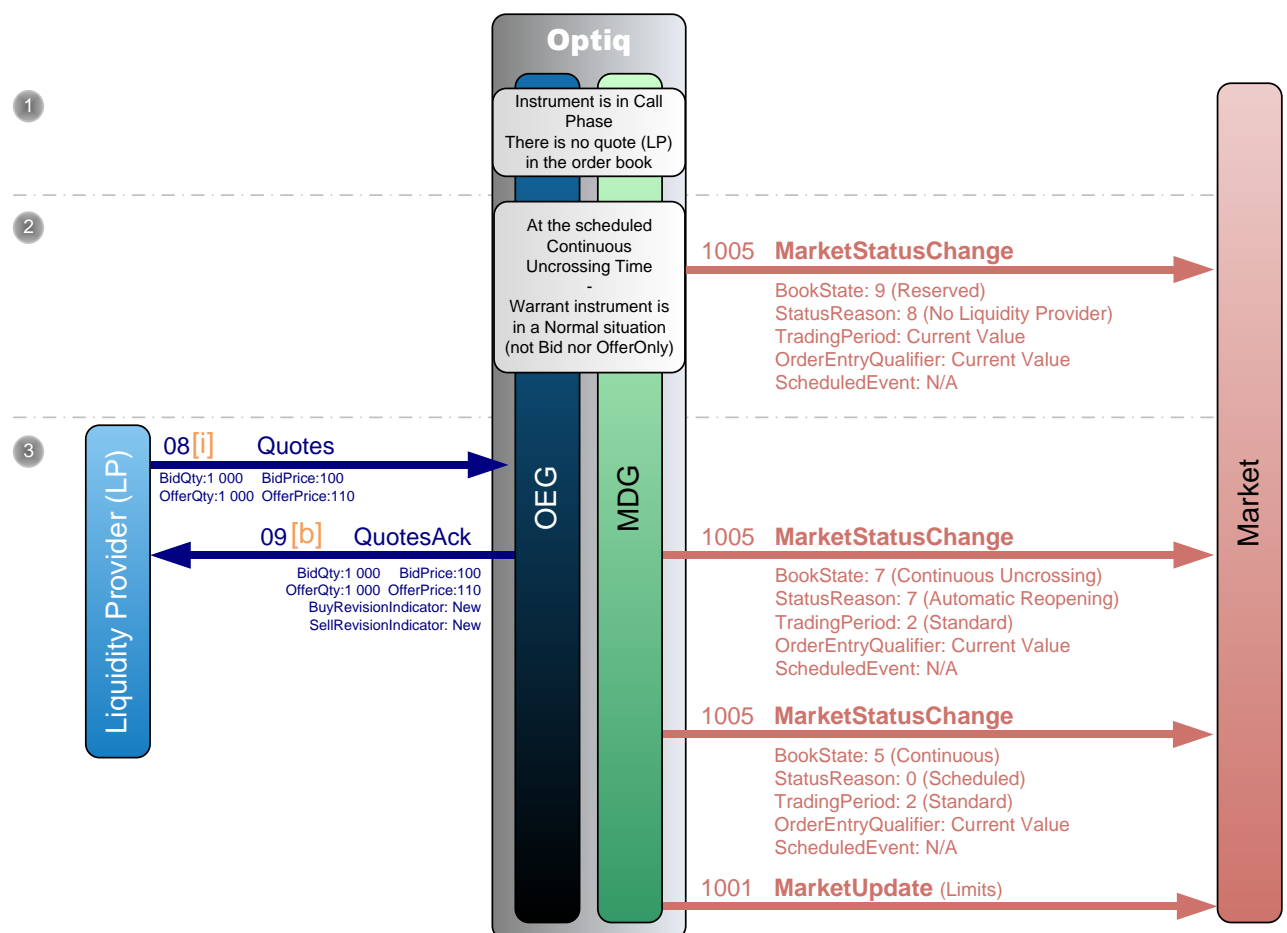 Optiq
1
Instrument is in Call
Phase
There is no quote (LP)
in the order book
2
At the scheduled
Continuous
Uncrossing Time
-
Warrant instrument is
in a Normal situation
(not Bid nor OfferOnly)
1005 MarketStatusChange
BookState: 9 (Reserved)
StatusReason: 8 (No Liquidity Provider)
TradingPeriod: Current Value
OrderEntryQualifier: Current Value
ScheduledEvent: N/A
3
Liquidity Provider (LP)
08[i] Quotes
BidQty:1 000 BidPrice:100
OfferQty:1 000 OfferPrice:110
09[b] QuotesAck
BidQty:1 000 BidPrice:100
OfferQty:1 000 OfferPrice:110
BuyRevisionIndicator: New
SellRevisionIndicator: New
OEG
MDG
1005 MarketStatusChange
BookState: 7 (Continuous Uncrossing)
StatusReason: 7 (Automatic Reopening)
TradingPeriod: 2 (Standard)
OrderEntryQualifier: Current Value
ScheduledEvent: N/A
1005 MarketStatusChange
BookState: 5 (Continuous)
StatusReason: 0 (Scheduled)
TradingPeriod: 2 (Standard)
OrderEntryQualifier: Current Value
ScheduledEvent: N/A
1001 MarketUpdate (Limits)
Market